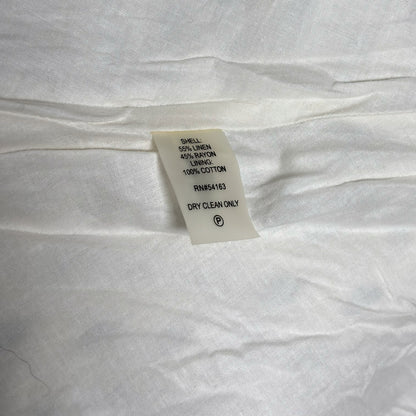 SHELL:
55% LINEN
45% RAYON
LINING:
100% COTTON
RN#54163
DRY CLEAN ONLY
P